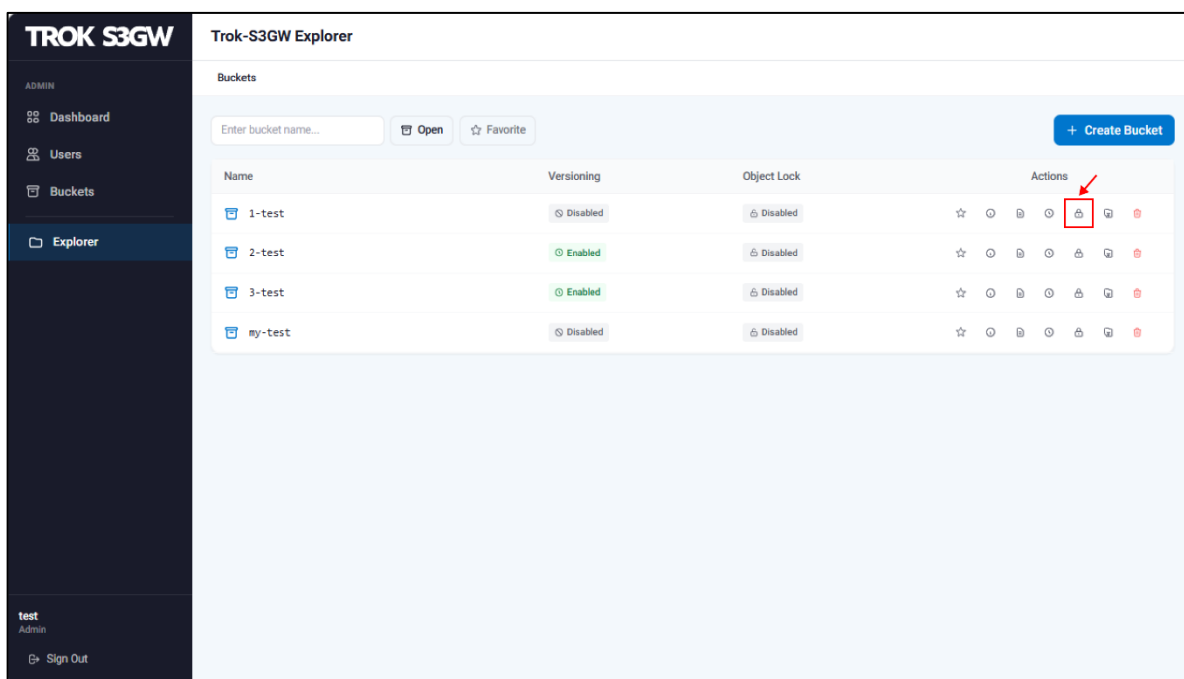 TROK S3GW
Trok-S3GW Explorer
ADMIN
Dashboard
Users
Buckets
Explorer
Buckets
Enter bucket name...
Open
Favorite
+ Create Bucket
Name Versioning Object Lock Actions
1-test Disabled Disabled
2-test Enabled Disabled
3-test Enabled Disabled
my-test Disabled Disabled
test
Admin
Sign Out